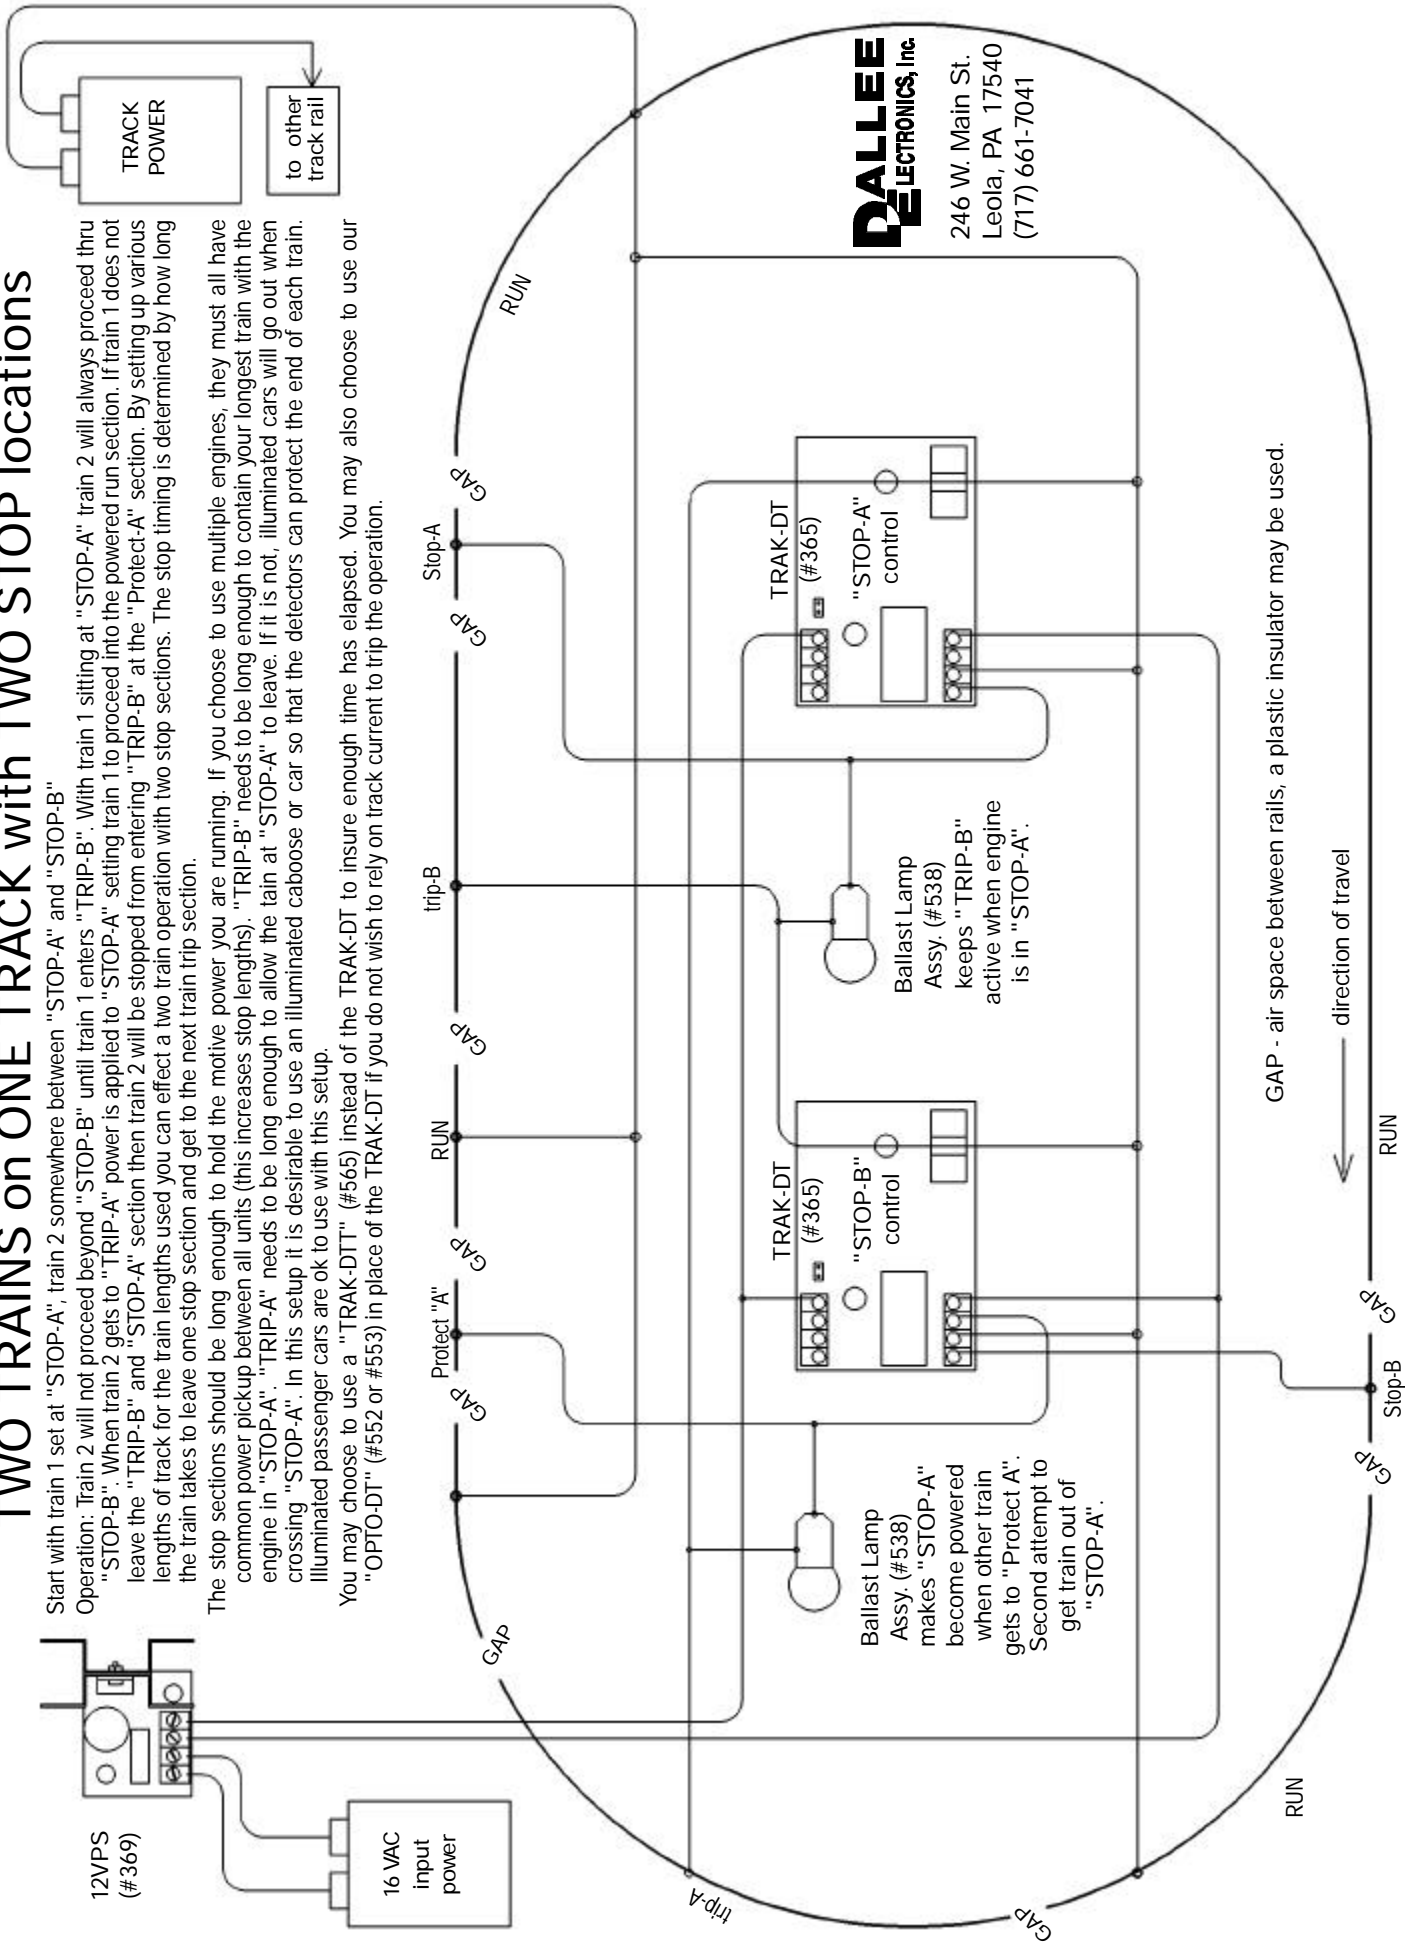 TWO TRAINS on ONE TRACK with TWO STOP locations
Start with train 1 set at "STOP-A", train 2 somewhere between "STOP-A" and "STOP-B"
Operation: Train 2 will not proceed beyond "STOP-B" until train 1 enters "TRIP-B". With train 1 sitting at "STOP-A" train 2 will always proceed thru
"STOP-B". When train 2 gets to "TRIP-A" power is applied to "STOP-A" setting train 1 to proceed into the powered run section. If train 1 does not
leave the "TRIP-B" and "STOP-A" section then train 2 will be stopped from entering "TRIP-B" at the "Protect-A" section. By setting up various
lengths of track for the train lengths used you can effect a two train operation with two stop sections. The stop timing is determined by how long
the train takes to leave one stop section and get to the next train trip section.
The stop sections should be long enough to hold the motive power you are running. If you choose to use multiple engines, they must all have
common power pickup between all units (this increases stop lengths). "TRIP-B" needs to be long enough to contain your longest train with the
engine in "STOP-A". "TRIP-A" needs to be long enough to allow the tain at "STOP-A" to leave. If it is not, illuminated cars will go out when
crossing "STOP-A". In this setup it is desirable to use an illuminated caboose or car so that the detectors can protect the end of each train.
Illuminated passenger cars are ok to use with this setup.
You may choose to use a "TRAK-DTT" (#565) instead of the TRAK-DT to insure enough time has elapsed. You may also choose to use our
"OPTO-DT" (#552 or #553) in place of the TRAK-DT if you do not wish to rely on track current to trip the operation.
TRACK
POWER
to other
track rail
12VPS
(#369)
16 VAC
input
power
GAP
Protect "A"
GAP
GAP
RUN
GAP
trip-B
GAP
Stop-A
GAP
RUN
DALLEE
ELECTRONICS, Inc.
246 W. Main St.
Leola, PA 17540
(717) 661-7041
TRAK-DT
(#365)
"STOP-B"
control
TRAK-DT
(#365)
"STOP-A"
control
Ballast Lamp
Assy. (#538)
makes "STOP-A"
become powered
when other train
gets to "Protect A".
Second attempt to
get train out of
"STOP-A".
Ballast Lamp
Assy. (#538)
keeps "TRIP-B"
active when engine
is in "STOP-A".
trip-A
GAP
RUN
GAP
Stop-B
GAP
RUN
GAP - air space between rails, a plastic insulator may be used.
direction of travel